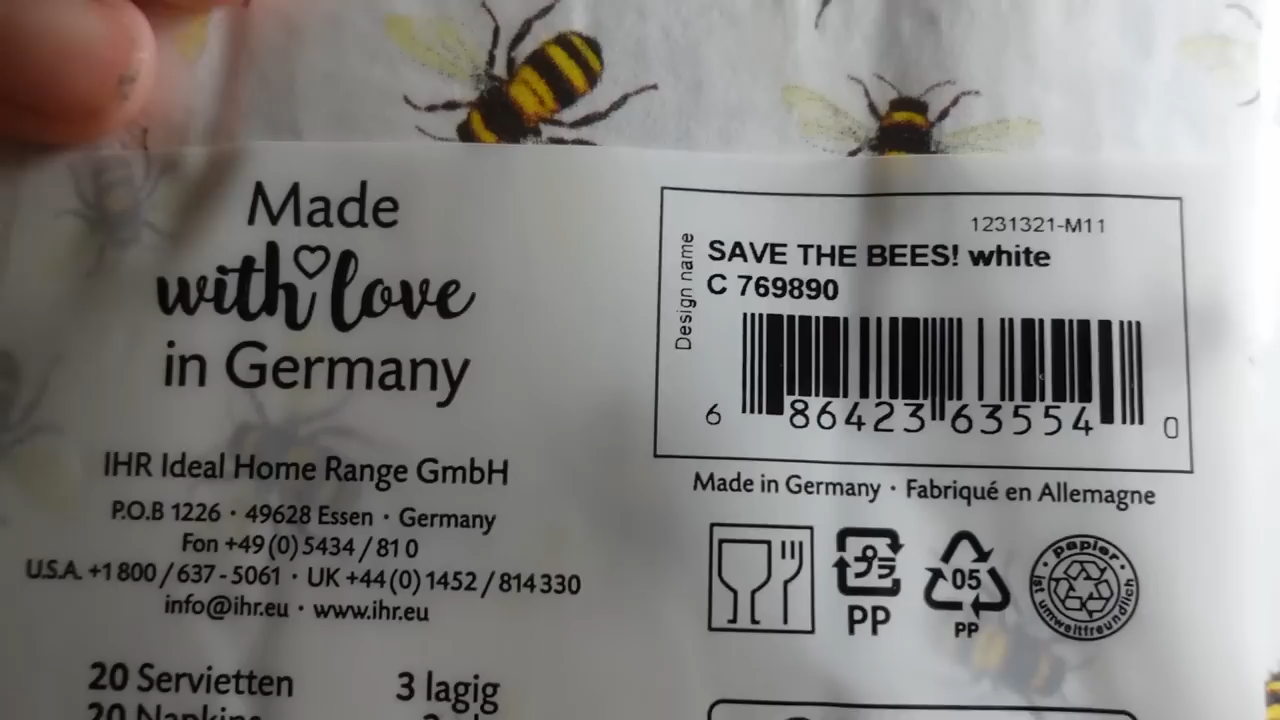 Made
with love
in Germany
IHR Ideal Home Range GmbH
P.O.B 1226 · 49628 Essen · Germany
Fon +49 (0) 5434 / 81 0
U.S.A. +1 800 / 637 - 5061 · UK +44 (0) 1452 / 814 330
info@ihr.eu · www.ihr.eu
20 Servietten 3 lagig
20 Napkins
1231321-M11
Design name
SAVE THE BEES! white
C 769890
6 86423 63554 0
Made in Germany · Fabriqué en Allemagne
プラ
PP
05
PP
papier · ist umweltfreundlich ·